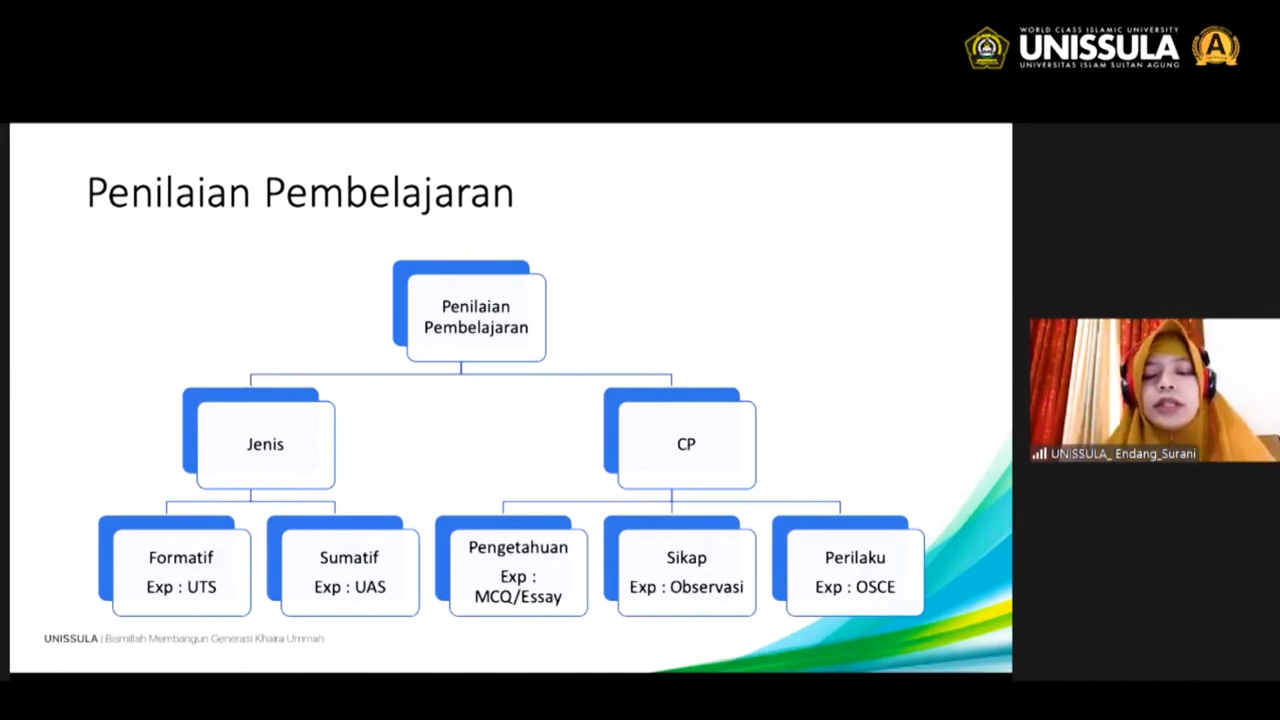 WORLD CLASS ISLAMIC UNIVERSITY
UNISSULA
UNIVERSITAS ISLAM SULTAN AGUNG
A
Penilaian Pembelajaran
Penilaian
Pembelajaran
Jenis
CP
Formatif
Exp : UTS
Sumatif
Exp : UAS
Pengetahuan
Exp :
MCQ/Essay
Sikap
Exp : Observasi
Perilaku
Exp : OSCE
UNISSULA | Bismillah Membangun Generasi Khaira Ummah
UNISSULA_ Endang_Surani